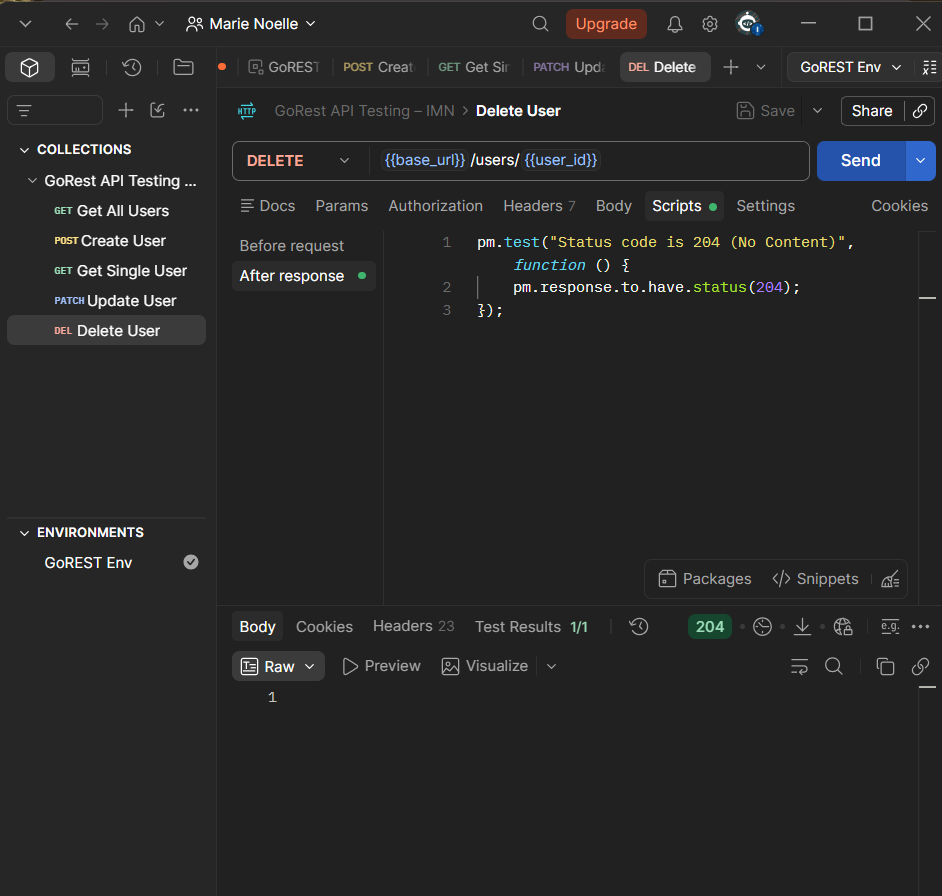 Marie Noelle
Upgrade
GoREST
POST Creat
GET Get Sin
PATCH Upda
DEL Delete
GoREST Env
HTTP GoRest API Testing – IMN > Delete User
Save
Share
COLLECTIONS
GoRest API Testing ...
GET Get All Users
POST Create User
GET Get Single User
PATCH Update User
DEL Delete User
ENVIRONMENTS
GoREST Env
DELETE
{{base_url}} /users/ {{user_id}}
Send
Docs Params Authorization Headers 7 Body Scripts Settings Cookies
Before request
After response
1 pm.test("Status code is 204 (No Content)",
function () {
2 pm.response.to.have.status(204);
3 });
Packages </> Snippets
Body Cookies Headers 23 Test Results 1/1 204 e.g. ...
Raw Preview Visualize
1